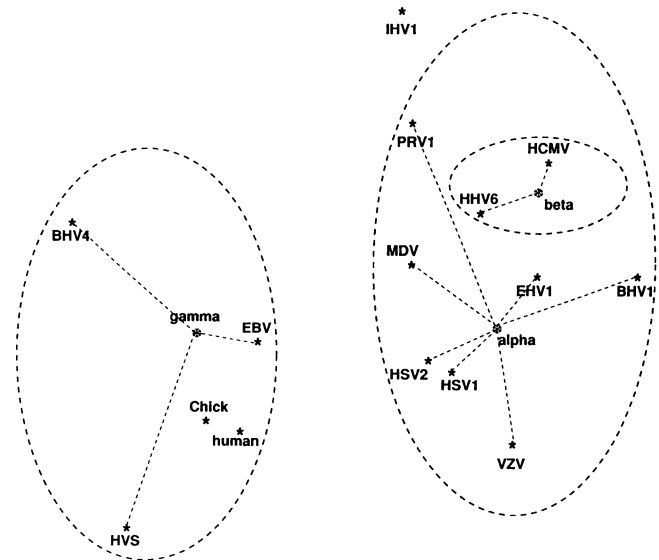 IHV1
PRV1
HCMV
HHV6
beta
BHV4
MDV
EHV1
BHV1
gamma
EBV
alpha
HSV2
HSV1
Chick
human
VZV
HVS